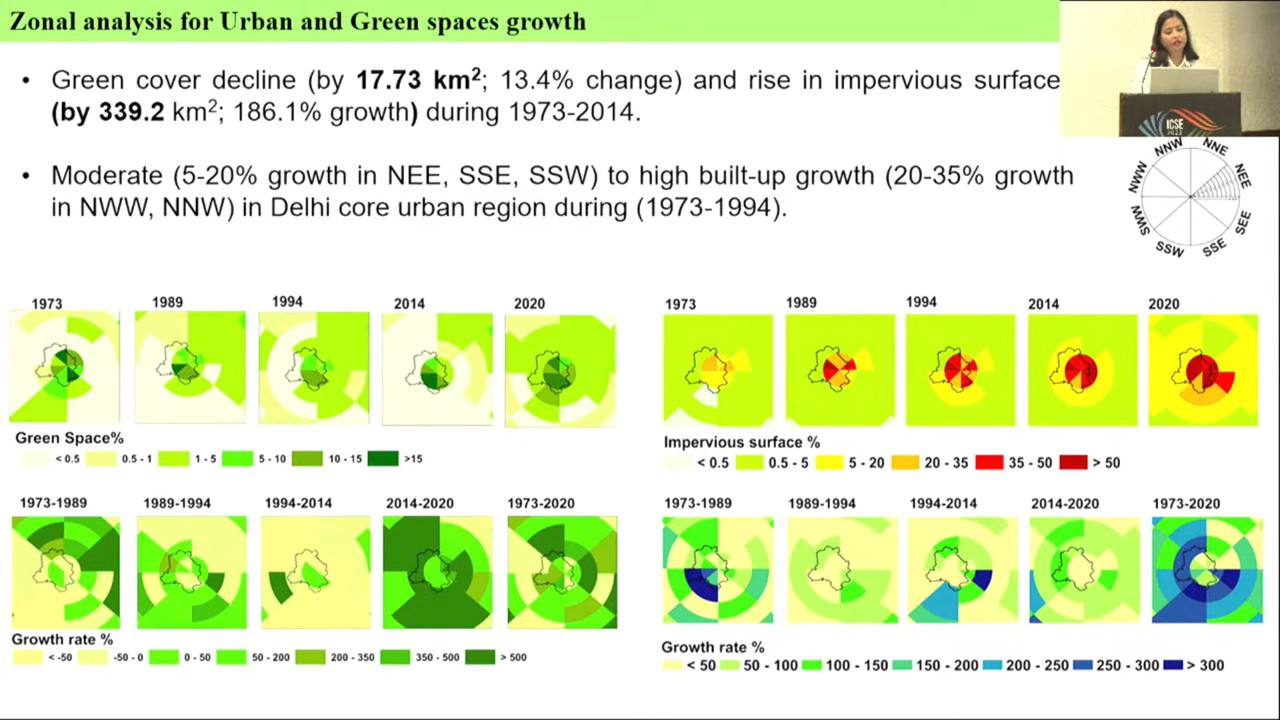 Zonal analysis for Urban and Green spaces growth
• Green cover decline (by 17.73 km²; 13.4% change) and rise in impervious surface
(by 339.2 km²; 186.1% growth) during 1973-2014.
• Moderate (5-20% growth in NEE, SSE, SSW) to high built-up growth (20-35% growth
in NWW, NNW) in Delhi core urban region during (1973-1994).
ICSE
2023
NNW NNE
NWW NEE
SWW SEE
SSW SSE
1973 1989 1994 2014 2020
Green Space%
< 0.5 0.5 - 1 1 - 5 5 - 10 10 - 15 >15
1973-1989 1989-1994 1994-2014 2014-2020 1973-2020
Growth rate %
< -50 -50 - 0 0 - 50 50 - 200 200 - 350 350 - 500 > 500
1973 1989 1994 2014 2020
Impervious surface %
< 0.5 0.5 - 5 5 - 20 20 - 35 35 - 50 > 50
1973-1989 1989-1994 1994-2014 2014-2020 1973-2020
Growth rate %
< 50 50 - 100 100 - 150 150 - 200 200 - 250 250 - 300 > 300